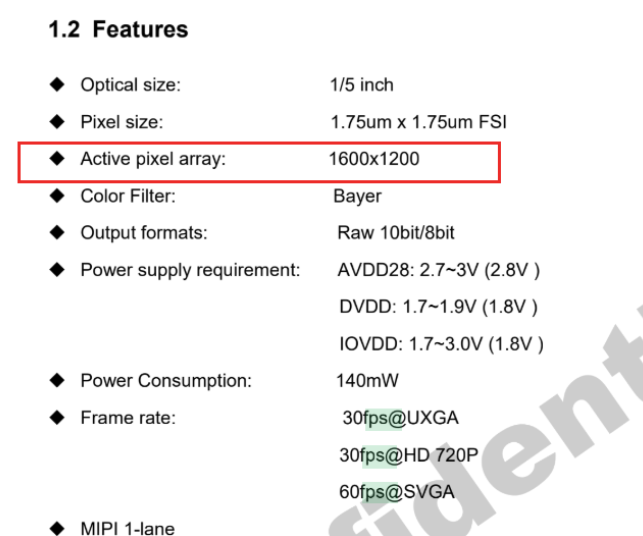 1.2 Features
◆ Optical size: 1/5 inch
◆ Pixel size: 1.75um x 1.75um FSI
◆ Active pixel array: 1600x1200
◆ Color Filter: Bayer
◆ Output formats: Raw 10bit/8bit
◆ Power supply requirement: AVDD28: 2.7~3V (2.8V )
DVDD: 1.7~1.9V (1.8V )
IOVDD: 1.7~3.0V (1.8V )
◆ Power Consumption: 140mW
◆ Frame rate: 30fps@UXGA
30fps@HD 720P
60fps@SVGA
◆ MIPI 1-lane